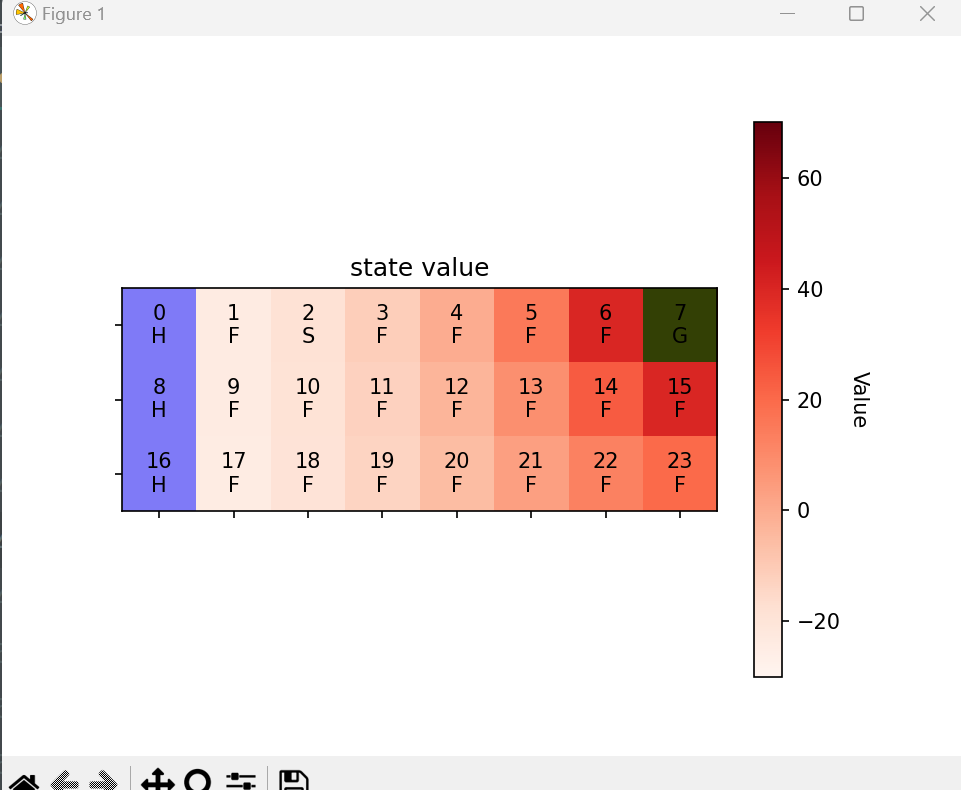 Figure 1
state value
0 1 2 3 4 5 6 7
H F S F F F F G
8 9 10 11 12 13 14 15
H F F F F F F F
16 17 18 19 20 21 22 23
H F F F F F F F
60
40
20
0
−20
Value